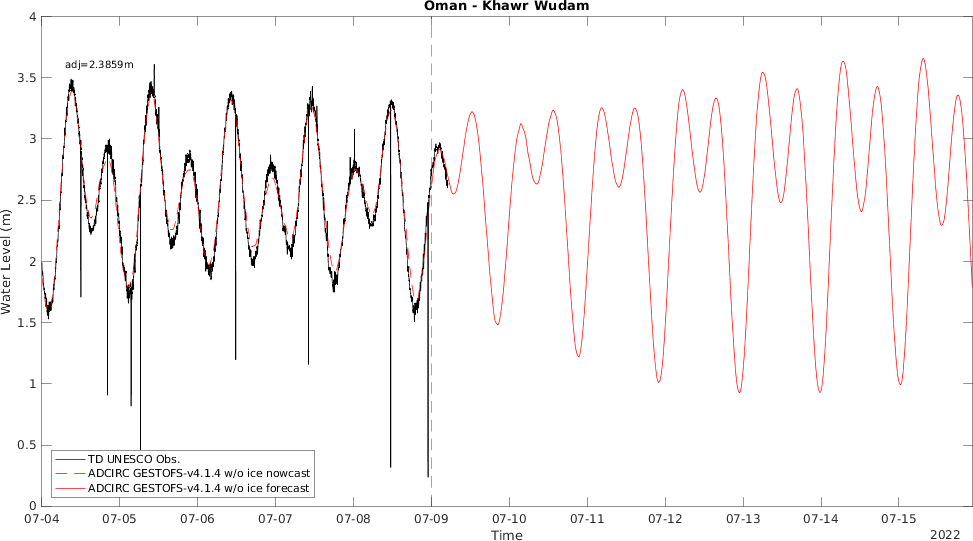 Oman - Khawr Wudam
adj=2.3859m
Water Level (m)
4
3.5
3
2.5
2
1.5
1
0.5
0
TD UNESCO Obs.
ADCIRC GESTOFS-v4.1.4 w/o ice nowcast
ADCIRC GESTOFS-v4.1.4 w/o ice forecast
07-04 07-05 07-06 07-07 07-08 07-09 07-10 07-11 07-12 07-13 07-14 07-15
Time
2022